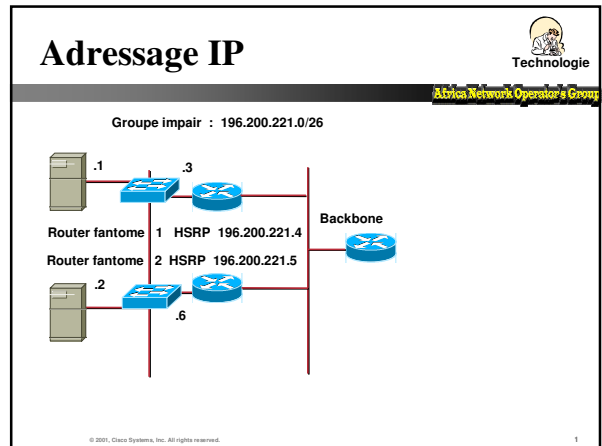 Adressage IP
Technologie
Africa Network Operator's Group
Groupe impair : 196.200.221.0/26
.1
.3
Backbone
Router fantome 1 HSRP 196.200.221.4
Router fantome 2 HSRP 196.200.221.5
.2
.6
© 2001, Cisco Systems, Inc. All rights reserved.
1